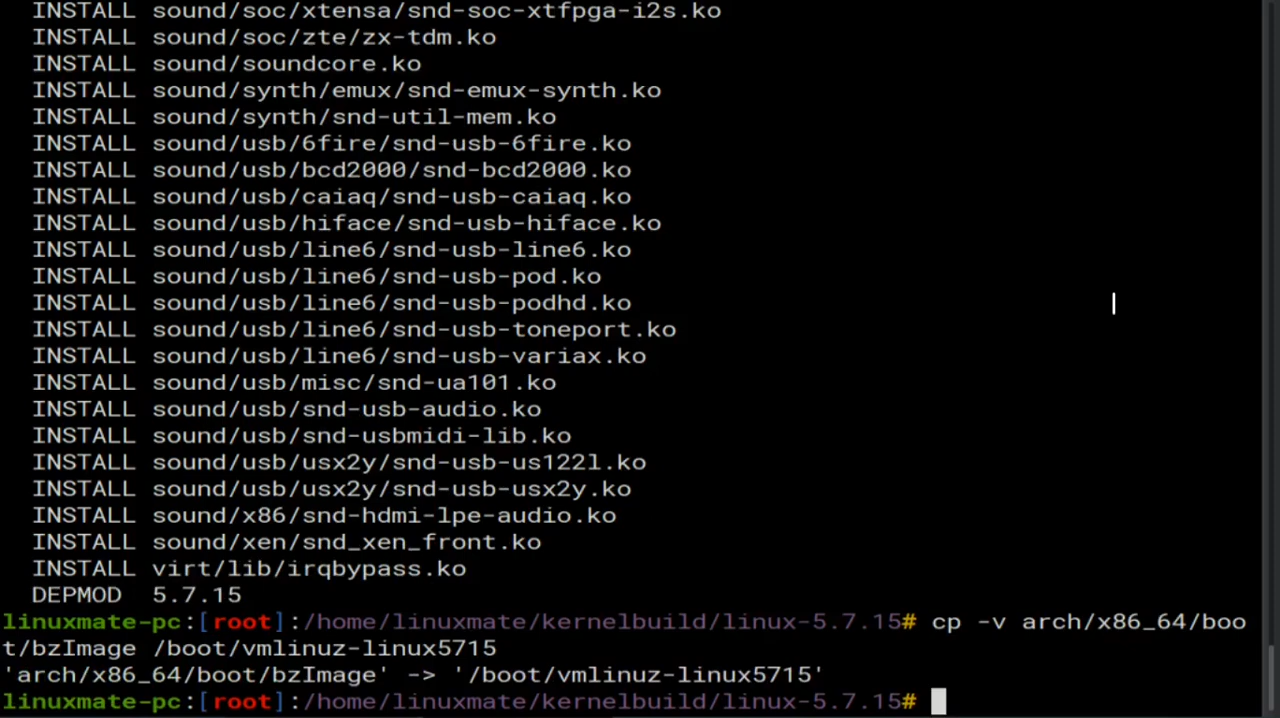 INSTALL sound/soc/xtensa/snd-soc-xtfpga-i2s.ko
INSTALL sound/soc/zte/zx-tdm.ko
INSTALL sound/soundcore.ko
INSTALL sound/synth/emux/snd-emux-synth.ko
INSTALL sound/synth/snd-util-mem.ko
INSTALL sound/usb/6fire/snd-usb-6fire.ko
INSTALL sound/usb/bcd2000/snd-bcd2000.ko
INSTALL sound/usb/caiaq/snd-usb-caiaq.ko
INSTALL sound/usb/hiface/snd-usb-hiface.ko
INSTALL sound/usb/line6/snd-usb-line6.ko
INSTALL sound/usb/line6/snd-usb-pod.ko
INSTALL sound/usb/line6/snd-usb-podhd.ko
INSTALL sound/usb/line6/snd-usb-toneport.ko
INSTALL sound/usb/line6/snd-usb-variax.ko
INSTALL sound/usb/misc/snd-ua101.ko
INSTALL sound/usb/snd-usb-audio.ko
INSTALL sound/usb/snd-usbmidi-lib.ko
INSTALL sound/usb/usx2y/snd-usb-us122l.ko
INSTALL sound/usb/usx2y/snd-usb-usx2y.ko
INSTALL sound/x86/snd-hdmi-lpe-audio.ko
INSTALL sound/xen/snd_xen_front.ko
INSTALL virt/lib/irqbypass.ko
DEPMOD 5.7.15
linuxmate-pc:[root]:/home/linuxmate/kernelbuild/linux-5.7.15# cp -v arch/x86_64/boo
t/bzImage /boot/vmlinuz-linux5715
'arch/x86_64/boot/bzImage' -> '/boot/vmlinuz-linux5715'
linuxmate-pc:[root]:/home/linuxmate/kernelbuild/linux-5.7.15#